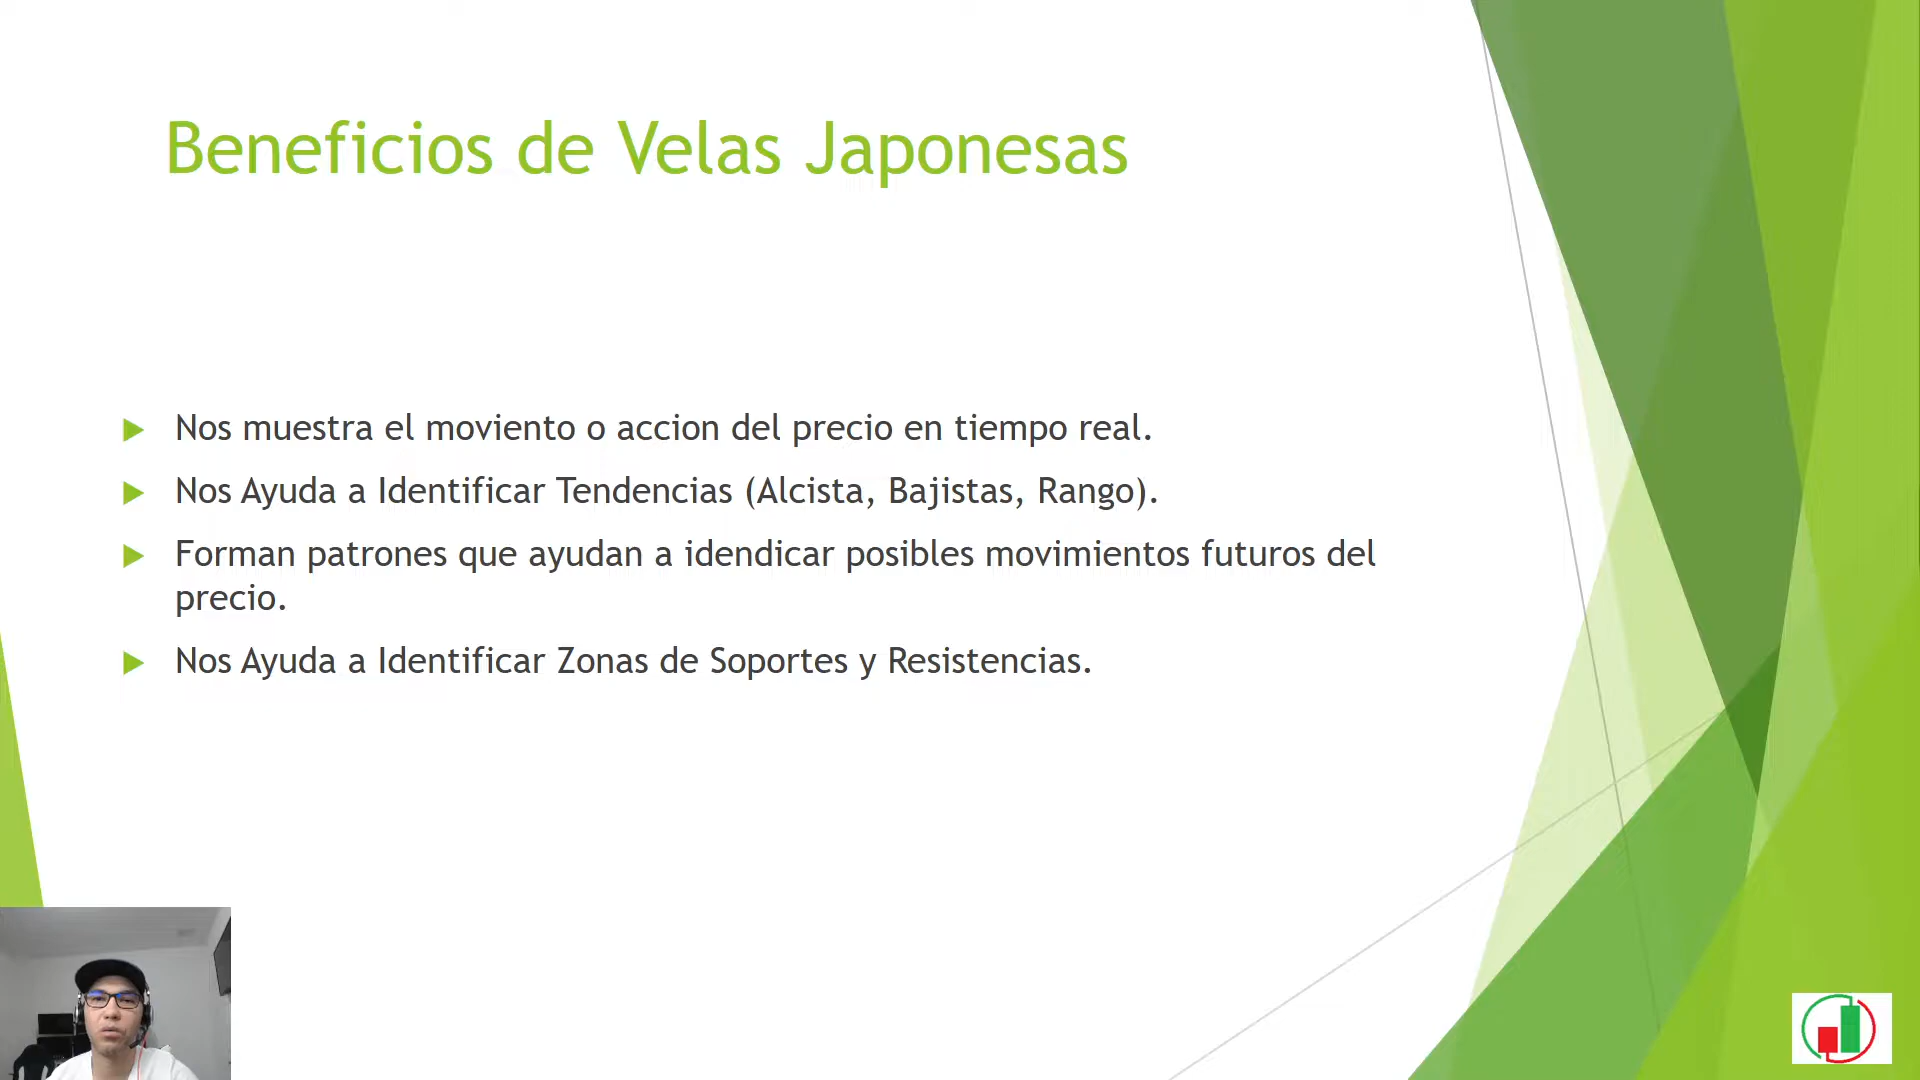 Beneficios de Velas Japonesas
Nos muestra el moviento o accion del precio en tiempo real.
Nos Ayuda a Identificar Tendencias (Alcista, Bajistas, Rango).
Forman patrones que ayudan a idendicar posibles movimientos futuros del
precio.
Nos Ayuda a Identificar Zonas de Soportes y Resistencias.